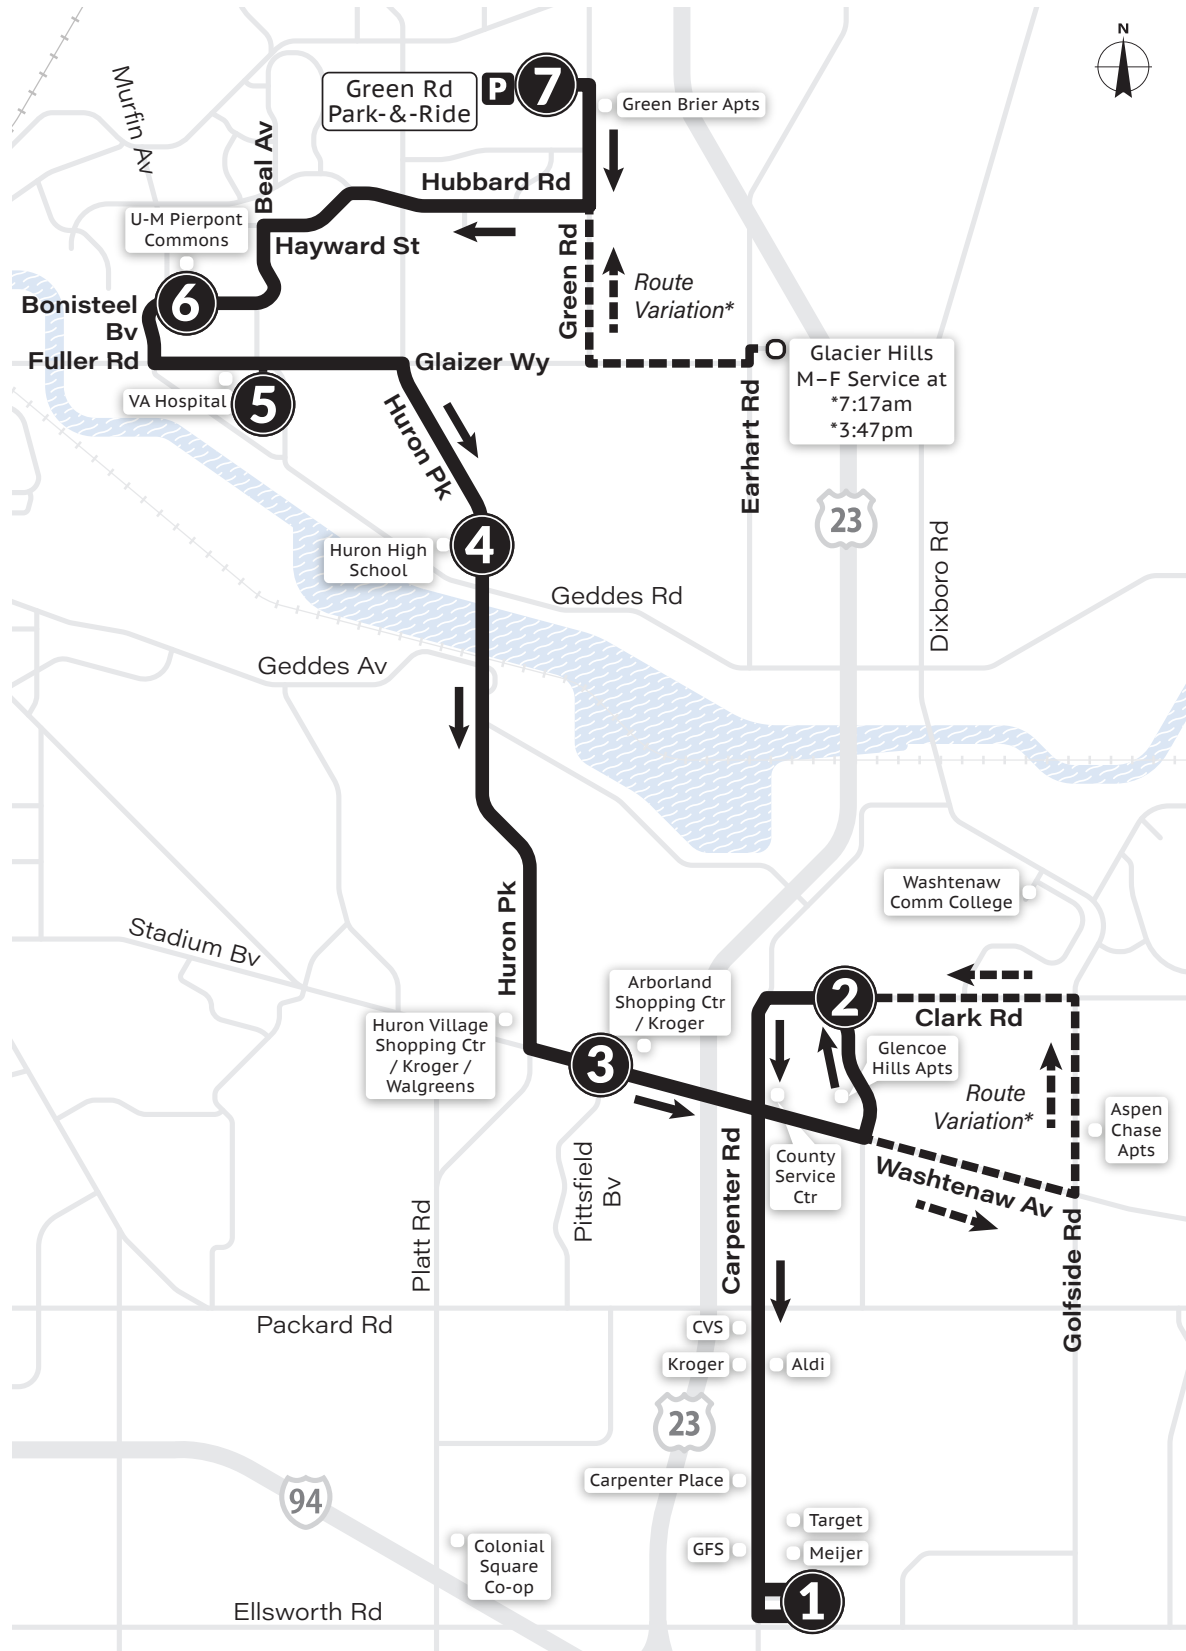 N
Murfin Av
Green Rd
Park-&-Ride
P
7
Green Brier Apts
Beal Av
Hubbard Rd
U-M Pierpont
Commons
Hayward St
Green Rd
Route
Variation*
Bonisteel
Bv
6
Fuller Rd
Glaizer Wy
VA Hospital
5
Huron Pk
Glacier Hills
M–F Service at
*7:17am
*3:47pm
Earhart Rd
23
Dixboro Rd
Huron High
School
4
Geddes Rd
Geddes Av
Washtenaw
Comm College
Stadium Bv
Huron Pk
Arborland
Shopping Ctr
/ Kroger
2
Clark Rd
Huron Village
Shopping Ctr
/ Kroger /
Walgreens
3
Glencoe
Hills Apts
Route
Variation*
Aspen
Chase
Apts
Carpenter Rd
County
Service
Ctr
Washtenaw Av
Pittsfield
Bv
Platt Rd
Golfside Rd
Packard Rd
CVS
Kroger
Aldi
23
Carpenter Place
94
Target
GFS
Meijer
Colonial
Square
Co-op
1
Ellsworth Rd